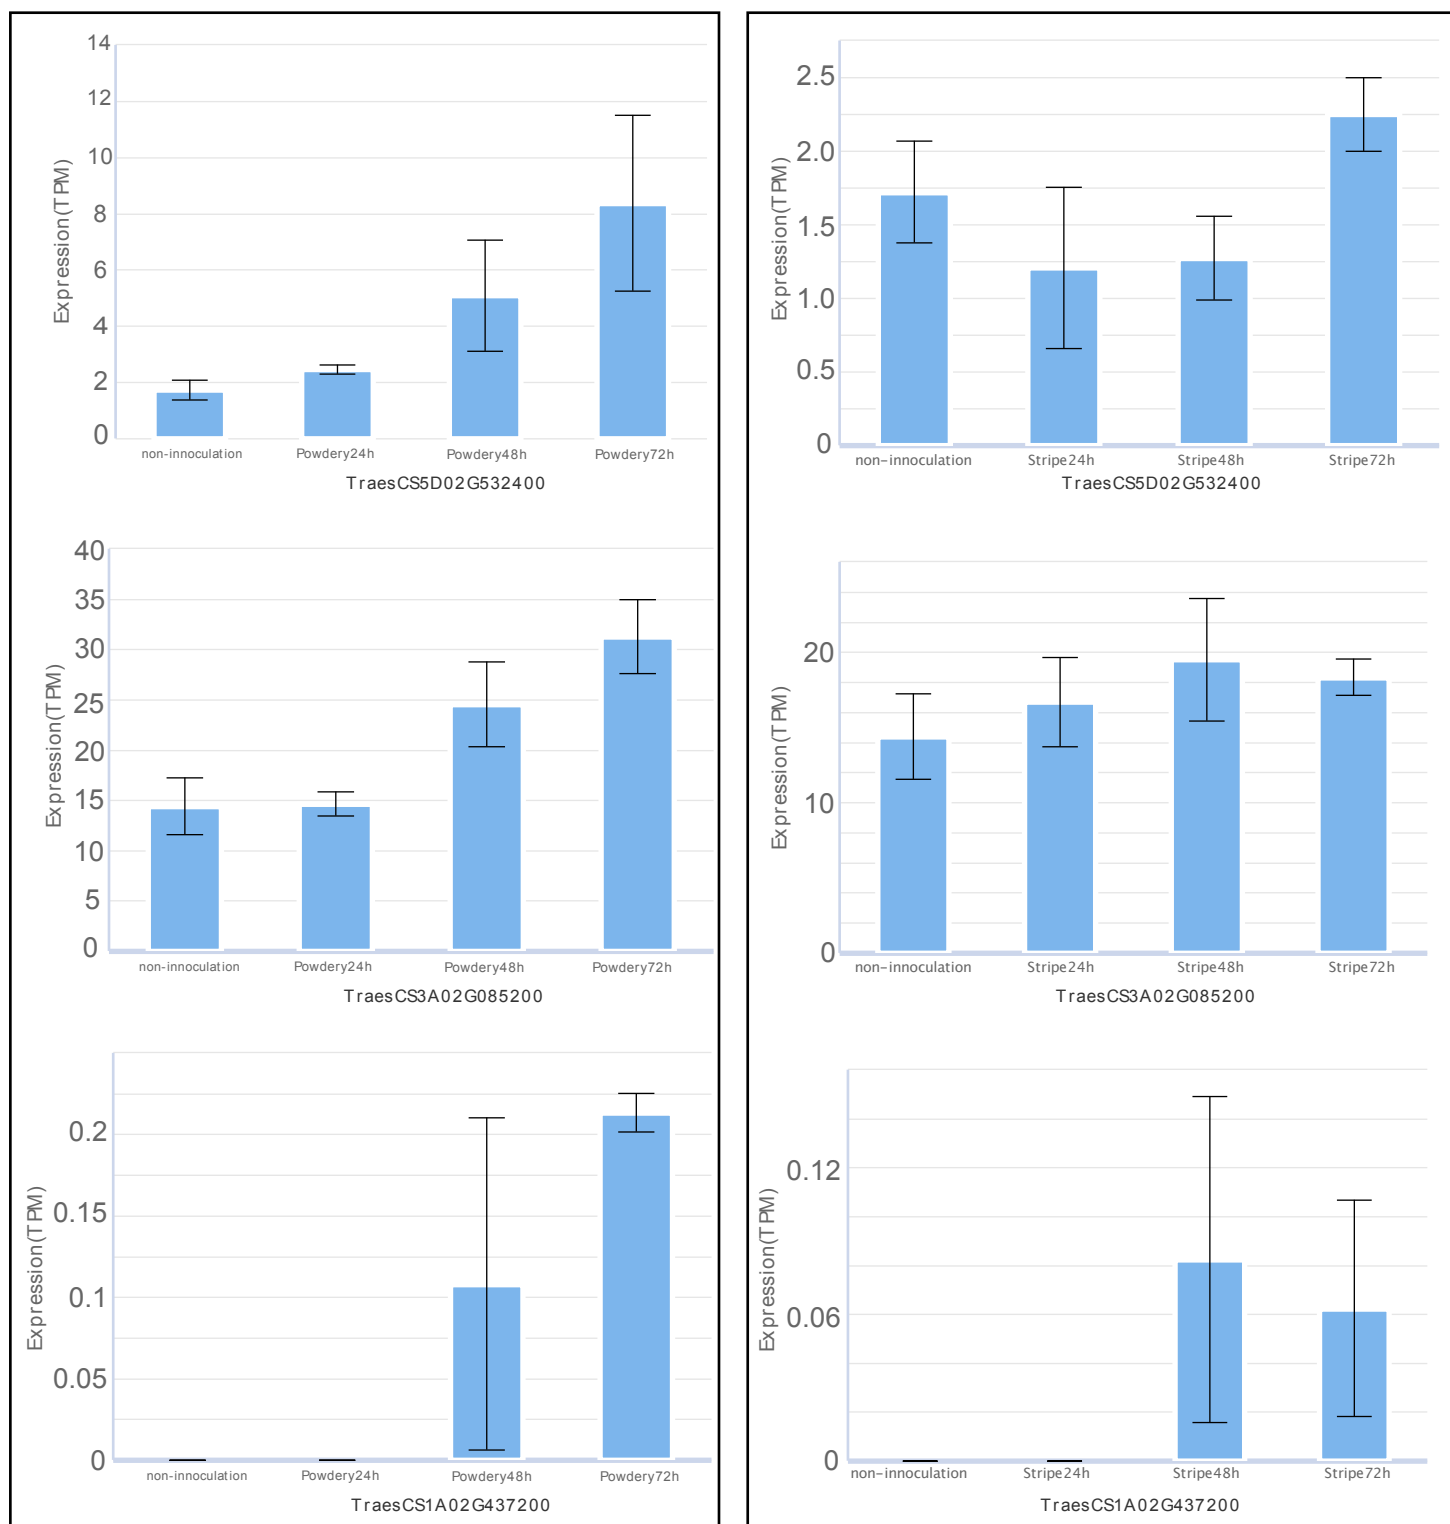 14
12
10
8
6
4
2
0
Expression(TPM)
non-innoculation Powdery24h Powdery48h Powdery72h
TraesCS5D02G532400
2.5
2.0
1.5
1.0
0.5
0
Expression(TPM)
non-innoculation Stripe24h Stripe48h Stripe72h
TraesCS5D02G532400
40
35
30
25
20
15
10
5
0
Expression(TPM)
non-innoculation Powdery24h Powdery48h Powdery72h
TraesCS3A02G085200
20
10
0
Expression(TPM)
non-innoculation Stripe24h Stripe48h Stripe72h
TraesCS3A02G085200
0.2
0.15
0.1
0.05
0
Expression(TPM)
non-innoculation Powdery24h Powdery48h Powdery72h
TraesCS1A02G437200
0.12
0.06
0
Expression(TPM)
non-innoculation Stripe24h Stripe48h Stripe72h
TraesCS1A02G437200